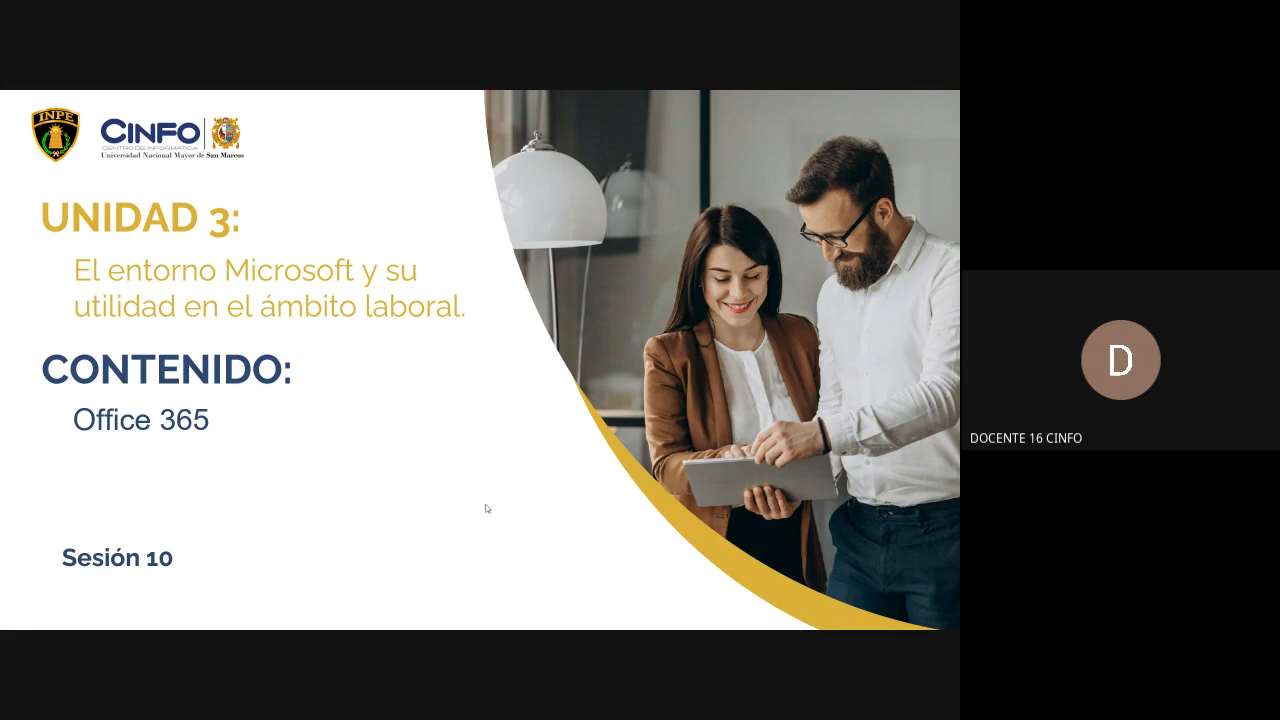 INPE
CINFO
CENTRO DE INFORMÁTICA
Universidad Nacional Mayor de San Marcos
UNIDAD 3:
El entorno Microsoft y su
utilidad en el ámbito laboral.
CONTENIDO:
Office 365
Sesión 10
D
DOCENTE 16 CINFO